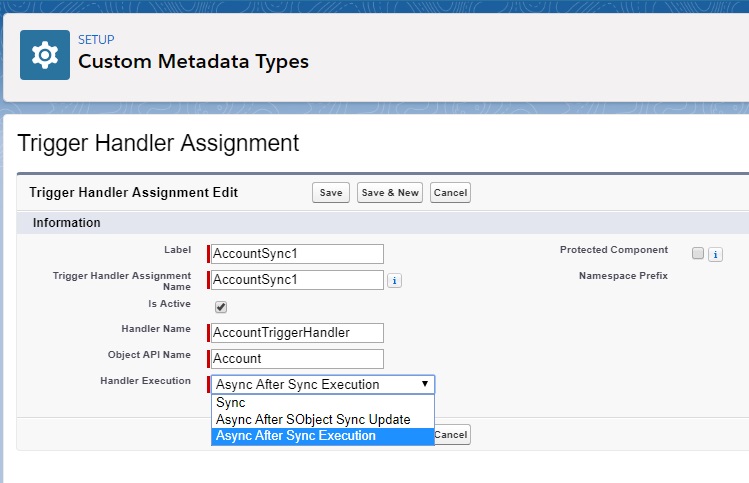 SETUP
Custom Metadata Types
Trigger Handler Assignment
Trigger Handler Assignment Edit
Save
Save & New
Cancel
Information
Label
AccountSync1
Protected Component
i
Trigger Handler Assignment
Name
AccountSync1
i
Namespace Prefix
Is Active
Handler Name
AccountTriggerHandler
Object API Name
Account
Handler Execution
Async After Sync Execution
Sync
Async After SObject Sync Update
Async After Sync Execution
Cancel